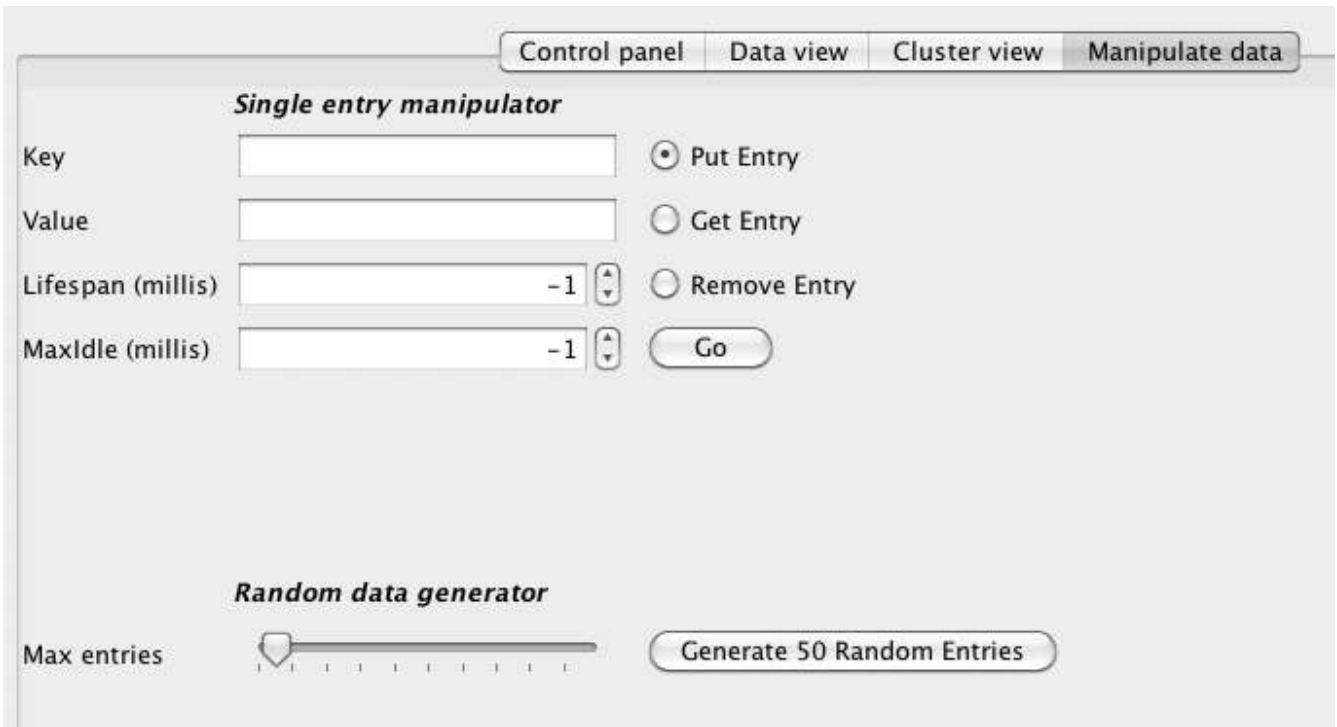 Control panel Data view Cluster view Manipulate data
Single entry manipulator
Key Put Entry
Value Get Entry
Lifespan (millis) -1 Remove Entry
MaxIdle (millis) -1 Go
Random data generator
Max entries Generate 50 Random Entries